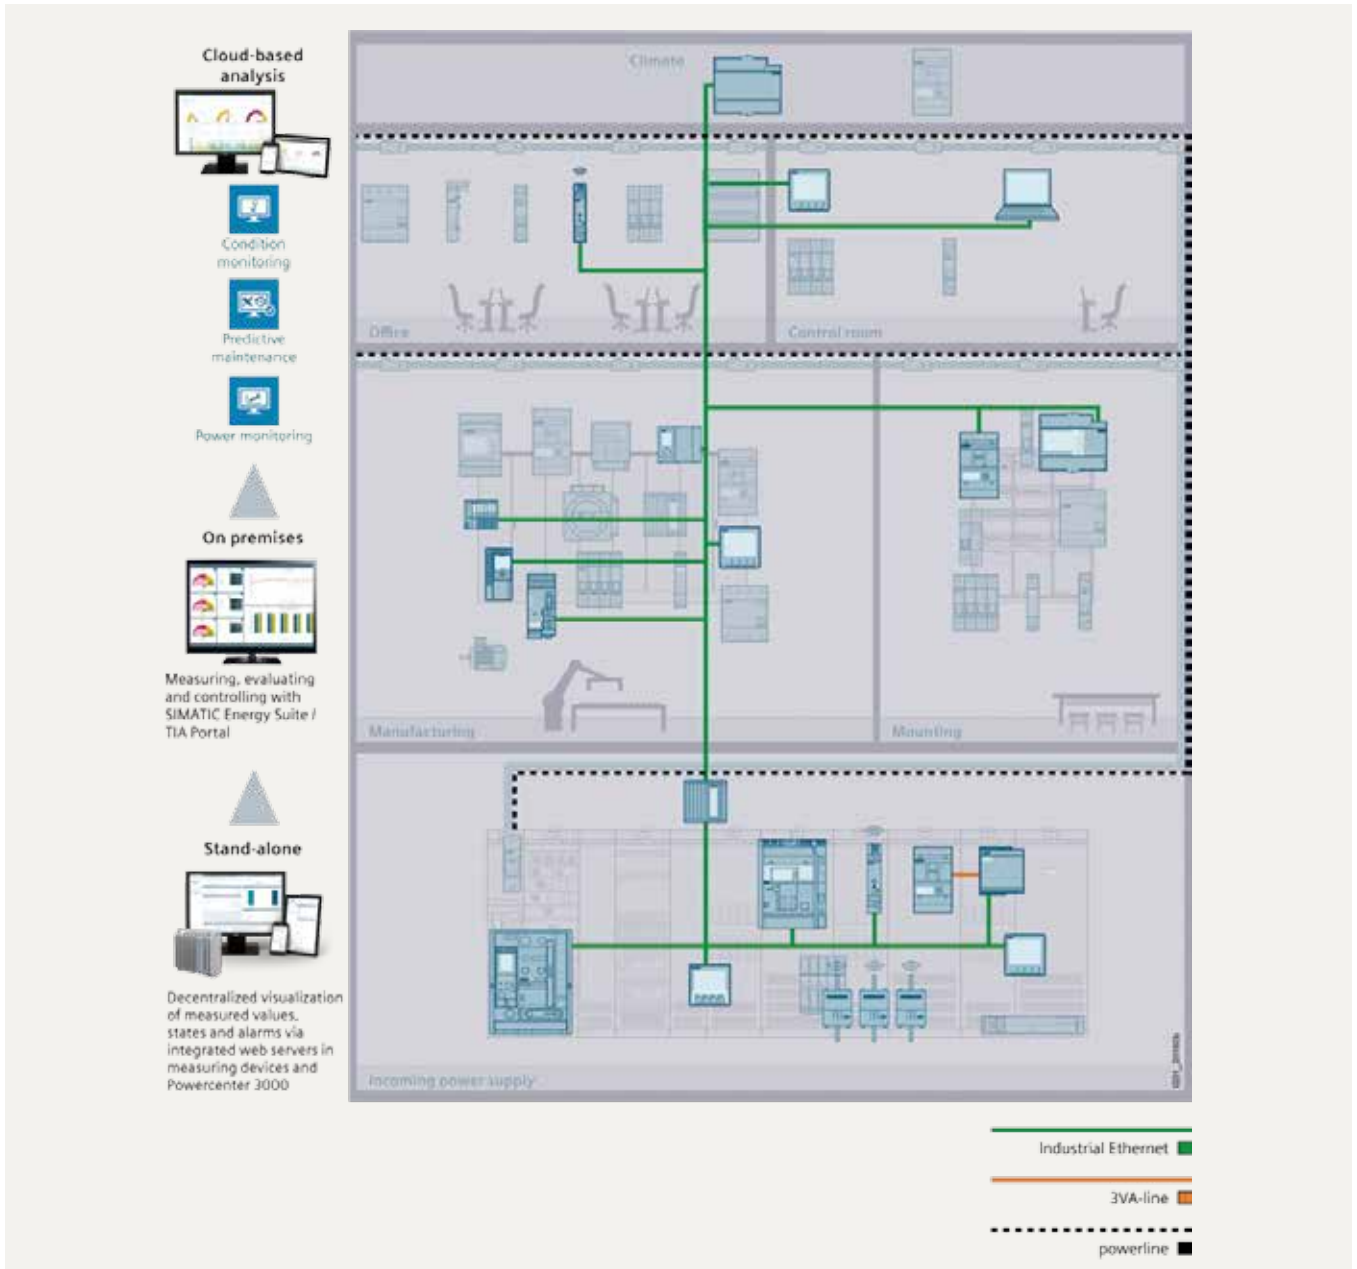 Cloud-based
analysis
Condition
monitoring
Predictive
maintenance
Power monitoring
On premises
Measuring, evaluating
and controlling with
SIMATIC Energy Suite /
TIA Portal
Stand-alone
Decentralized visualization
of measured values,
states and alarms via
integrated web servers in
measuring devices and
Powercenter 3000
Climate
Office
Control room
Manufacturing
Mounting
Incoming power supply
Industrial Ethernet
3VA-line
powerline